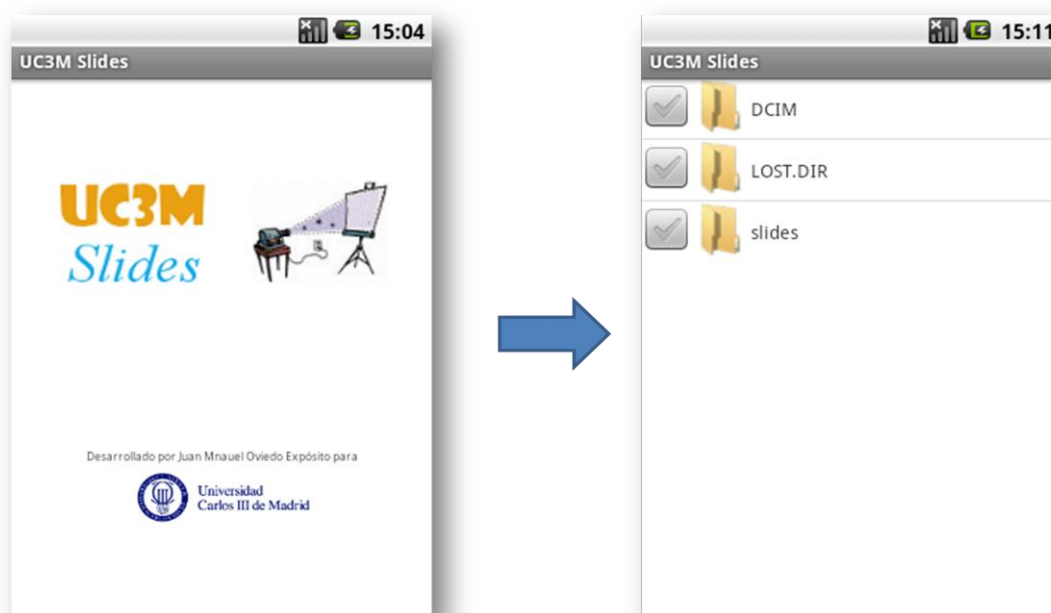 15:04
UC3M Slides
UC3M
Slides
Desarrollado por Juan Mnauel Oviedo Expósito para
Universidad
Carlos III de Madrid
15:11
UC3M Slides
DCIM
LOST.DIR
slides